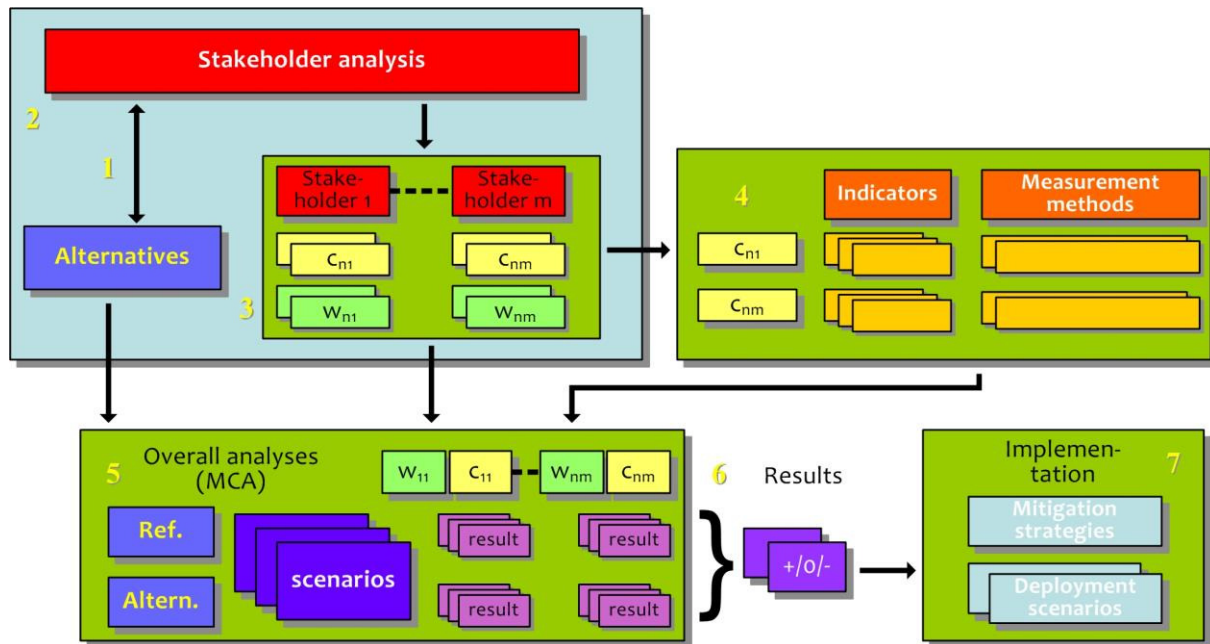 Stakeholder analysis
2
1
Alternatives
3
Stake-
holder 1
Stake-
holder m
Cn1
Cnm
Wn1
Wnm
4
Indicators
Measurement
methods
Cn1
Cnm
5
Overall analyses
(MCA)
W11
C11
Wnm
Cnm
Ref.
Altern.
scenarios
result
result
result
result
6
Results
+/0/-
7
Implemen-
tation
Mitigation
strategies
Deployment
scenarios